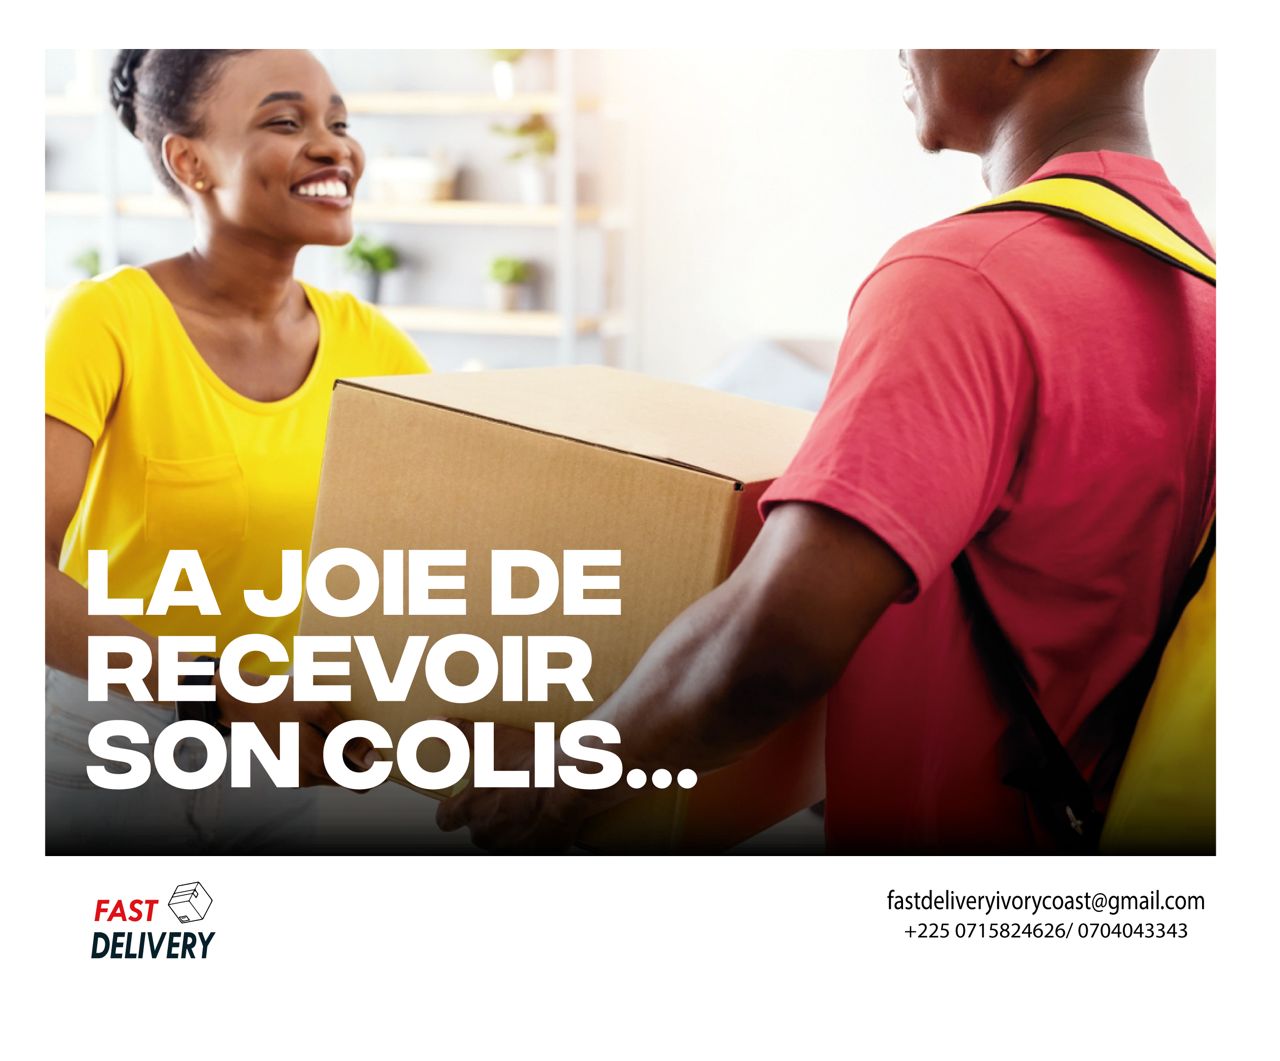 LA JOIE DE
RECEVOIR
SON COLIS...
FAST
DELIVERY
fastdeliveryivorycoast@gmail.com
+225 0715824626/ 0704043343